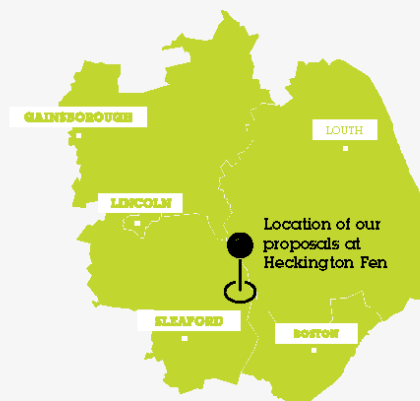 GAINSBOROUGH
LOUTH
LINCOLN
Location of our
proposals at
Heckington Fen
SLEAFORD
BOSTON